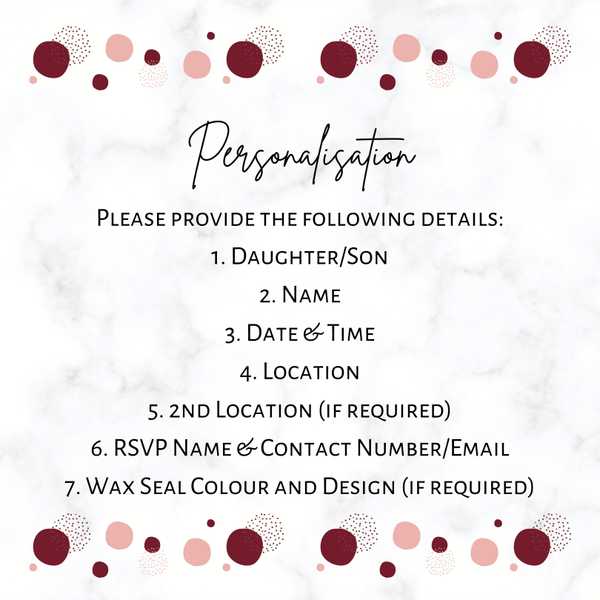 Personalisation
Please provide the following details:
1. Daughter/Son
2. Name
3. Date & Time
4. Location
5. 2nd Location (if required)
6. RSVP Name & Contact Number/Email
7. Wax Seal Colour and Design (if required)